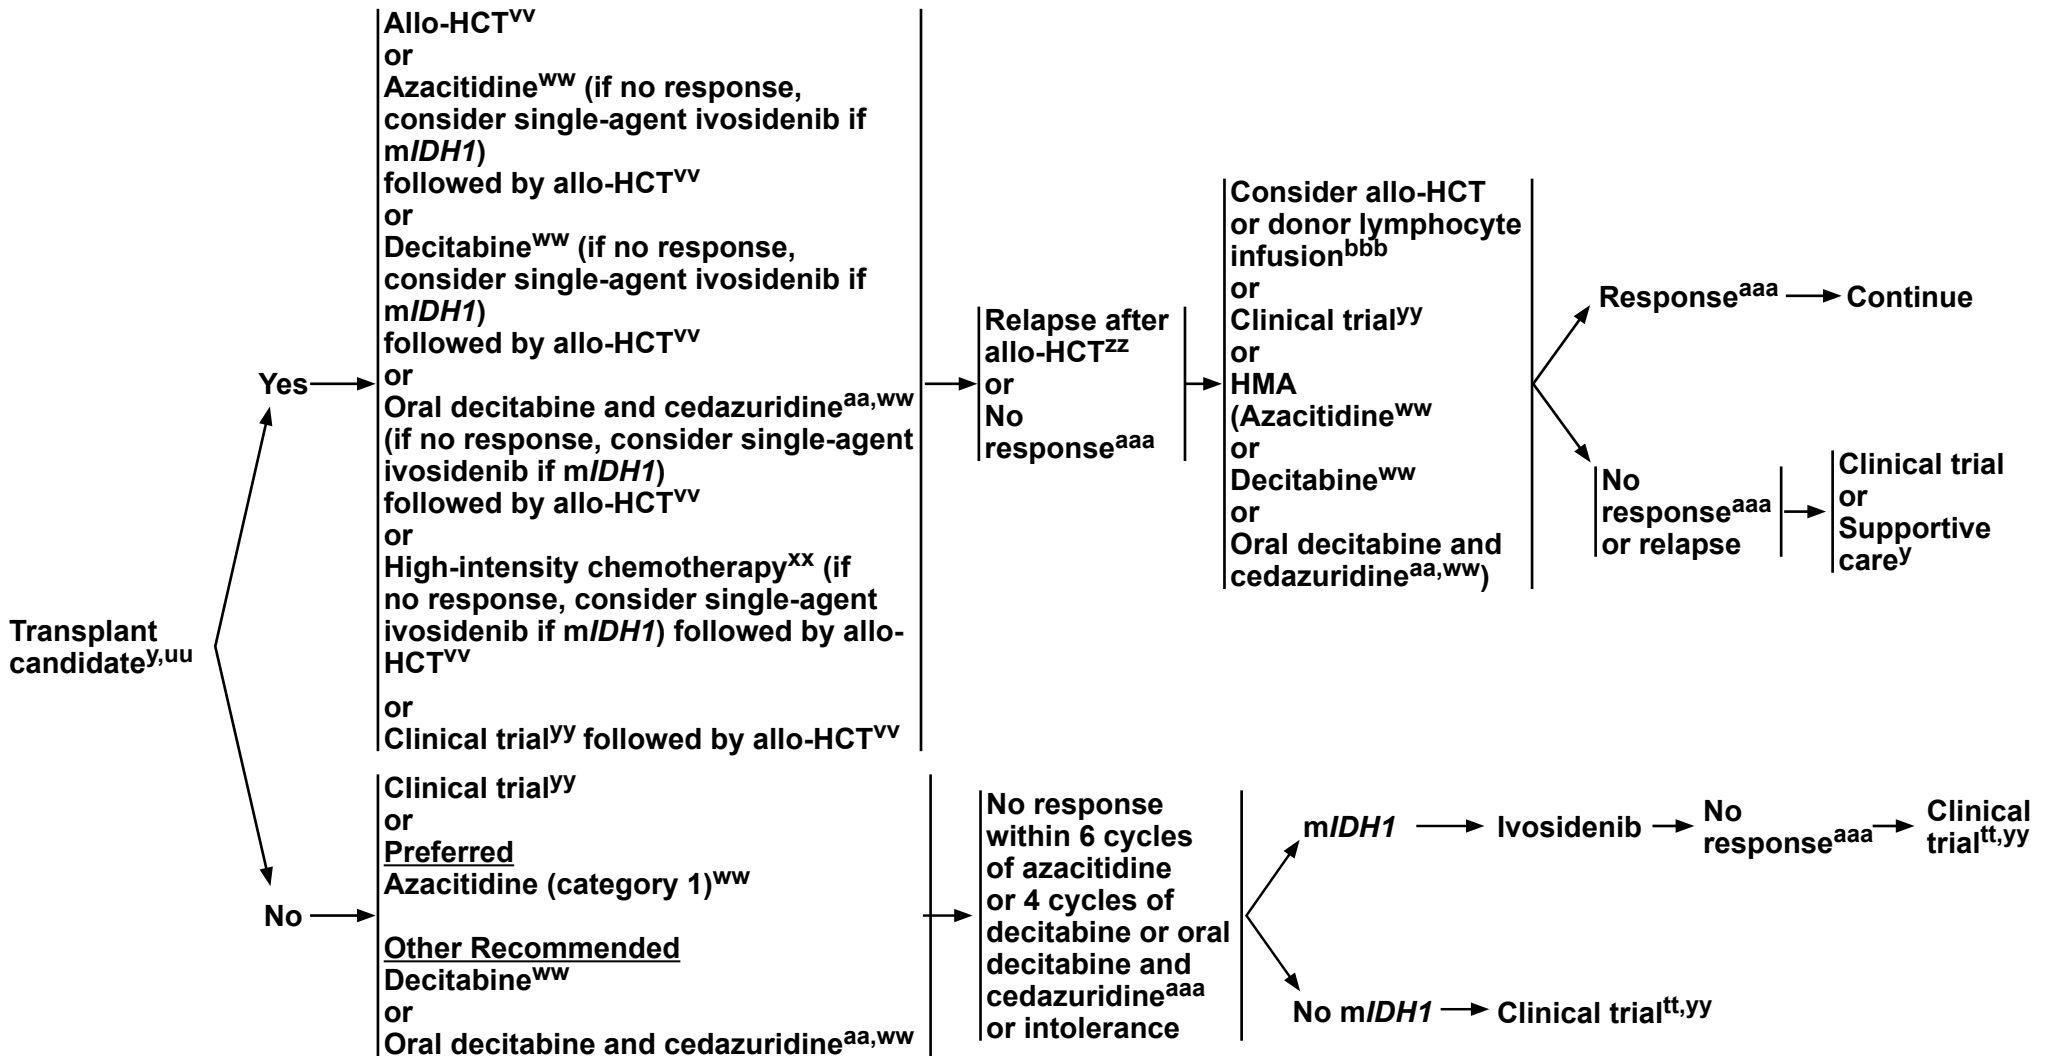 Transplant
candidatey,uu
Yes
Allo-HCTvv
or
Azacitidineww (if no response,
consider single-agent ivosidenib if
mIDH1)
followed by allo-HCTvv
or
Decitabineww (if no response,
consider single-agent ivosidenib if
mIDH1)
followed by allo-HCTvv
or
Oral decitabine and cedazuridineaa,ww
(if no response, consider single-agent
ivosidenib if mIDH1)
followed by allo-HCTvv
or
High-intensity chemotherapyxx (if
no response, consider single-agent
ivosidenib if mIDH1) followed by allo-
HCTvv
or
Clinical trialyy followed by allo-HCTvv
Relapse after
allo-HCTzz
or
No
responseaaa
Consider allo-HCT
or donor lymphocyte
infusionbbb
or
Clinical trialyy
or
HMA
(Azacitidineww
or
Decitabineww
or
Oral decitabine and
cedazuridineaa,ww)
Responseaaa
Continue
No
responseaaa
or relapse
Clinical trial
or
Supportive
carey
No
Clinical trialyy
or
Preferred
Azacitidine (category 1)ww
Other Recommended
Decitabineww
or
Oral decitabine and cedazuridineaa,ww
No response
within 6 cycles
of azacitidine
or 4 cycles of
decitabine or oral
decitabine and
cedazuridineaaa
or intolerance
mIDH1
Ivosidenib
No
responseaaa
Clinical
trialtt,yy
No mIDH1
Clinical trialtt,yy